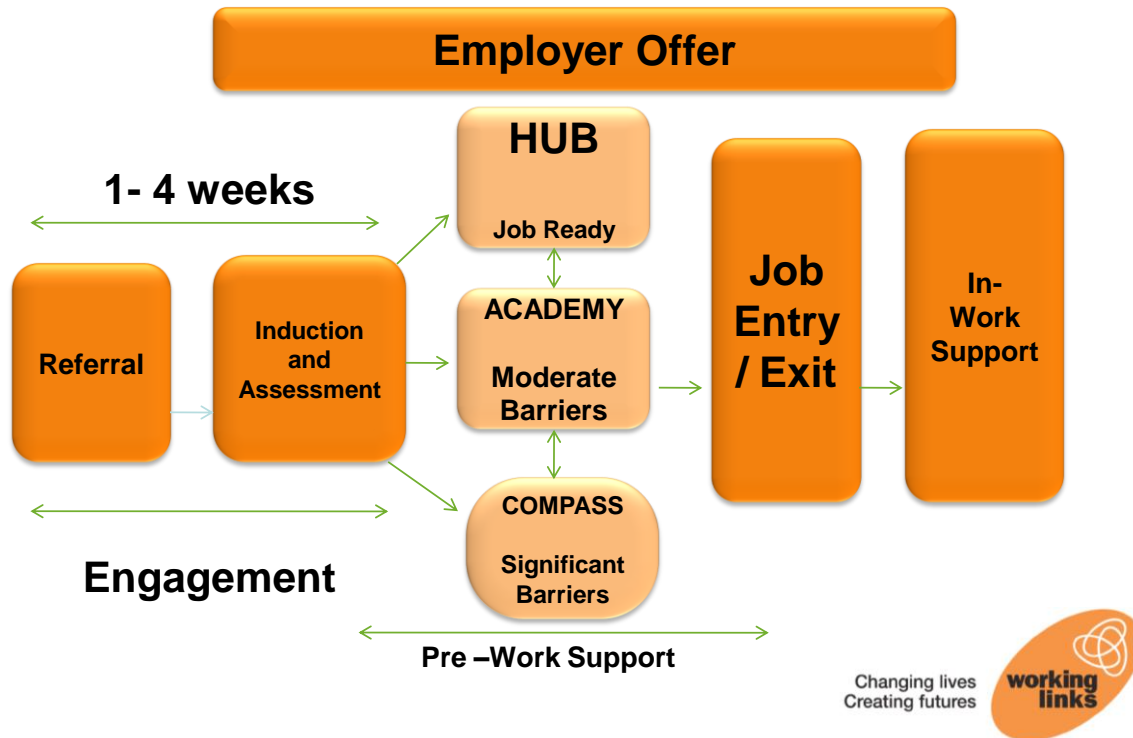 Employer Offer
1- 4 weeks
Referral
Induction
and
Assessment
Engagement
HUB
Job Ready
ACADEMY
Moderate
Barriers
COMPASS
Significant
Barriers
Pre –Work Support
Job
Entry
/ Exit
In-
Work
Support
Changing lives
Creating futures
working
links